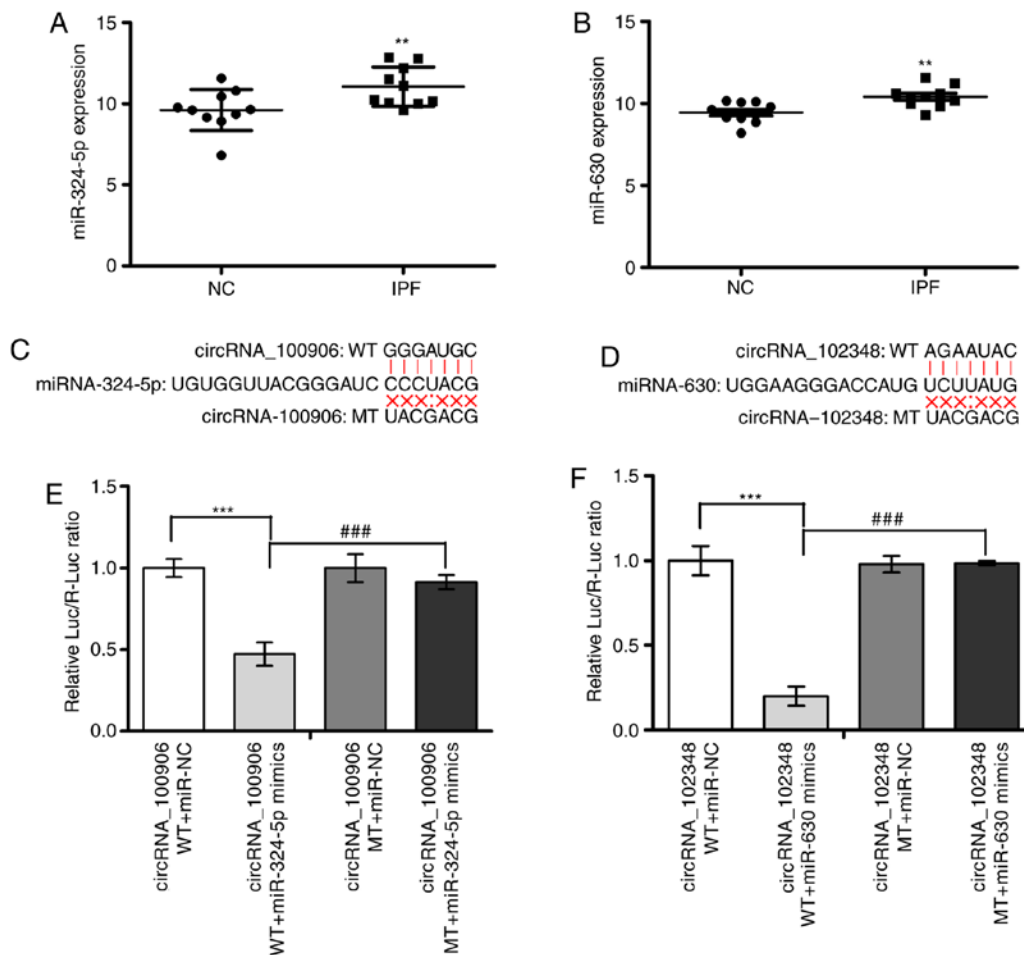 A
miR-324-5p expression
15
10
5
0
**
NC
IPF
B
miR-630 expression
15
10
5
0
**
NC
IPF
C
circRNA_100906: WT GGGAUGC
miRNA-324-5p: UGUGGUUACGGGAUC CCCUACG
circRNA-100906: MT UACGACG
D
circRNA_102348: WT AGAAUAC
miRNA-630: UGGAAGGGACCAUG UCUUAUG
circRNA-102348: MT UACGACG
E
Relative Luc/R-Luc ratio
1.5
1.0
0.5
0.0
***
###
circRNA_100906
WT+miR-NC
circRNA_100906
WT+miR-324-5p mimics
circRNA_100906
MT+miR-NC
circRNA_100906
MT+miR-324-5p mimics
F
Relative Luc/R-Luc ratio
1.5
1.0
0.5
0.0
***
###
circRNA_102348
WT+miR-NC
circRNA_102348
WT+miR-630 mimics
circRNA_102348
MT+miR-NC
circRNA_102348
MT+miR-630 mimics